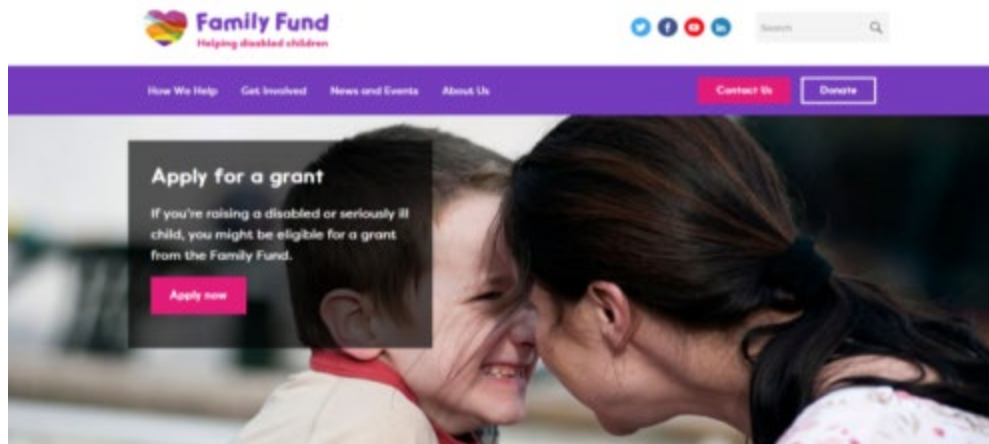 Family Fund
Helping disabled children
Search
How We Help Get Involved News and Events About Us Contact Us Donate
Apply for a grant
If you're raising a disabled or seriously ill
child, you might be eligible for a grant
from the Family Fund.
Apply now